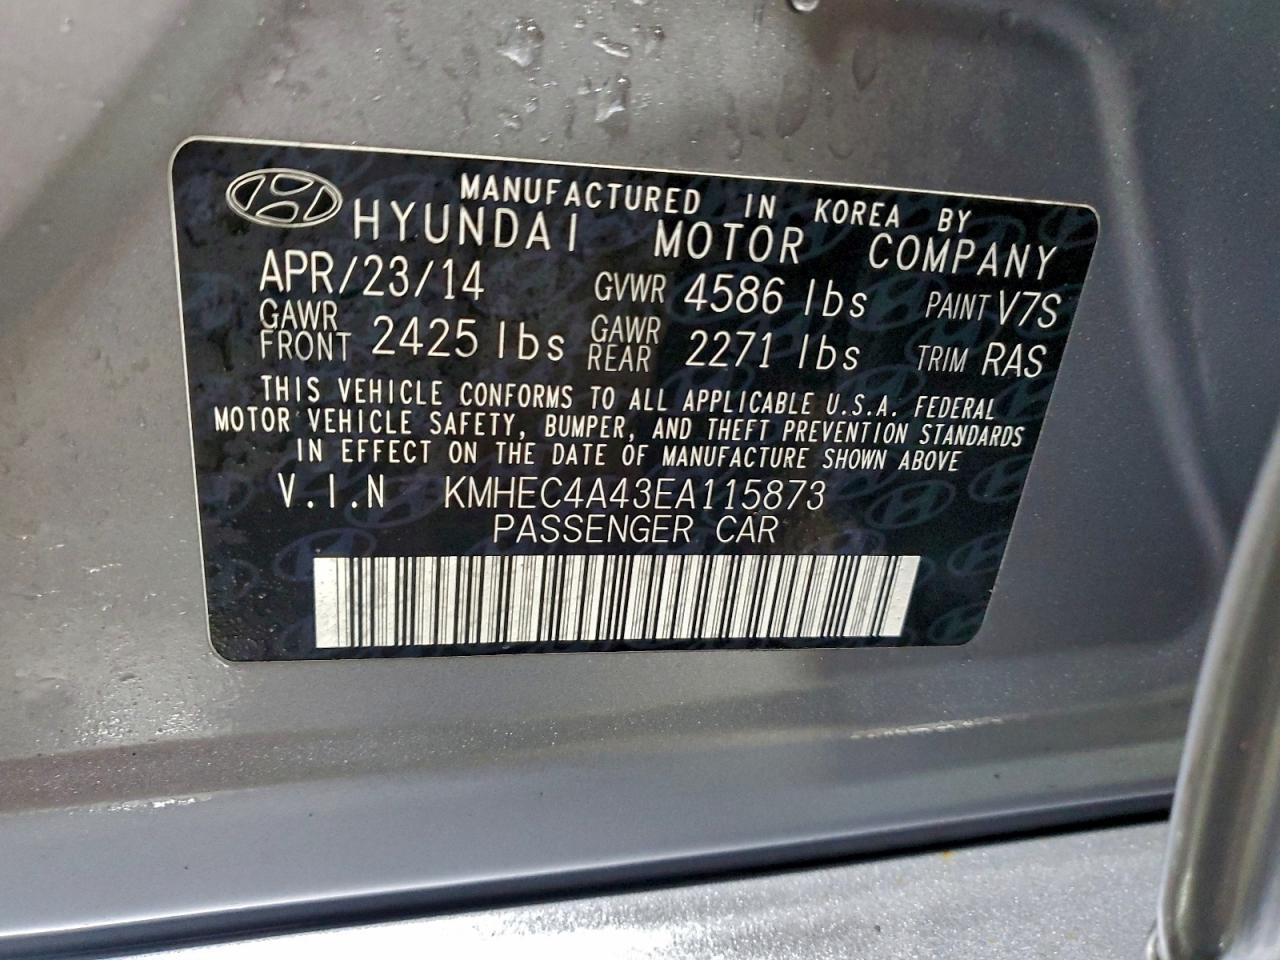 MANUFACTURED IN KOREA BY
HYUNDAI MOTOR COMPANY
APR/23/14 GVWR 4586 lbs PAINT V7S
GAWR FRONT 2425 lbs GAWR REAR 2271 lbs TRIM RAS
THIS VEHICLE CONFORMS TO ALL APPLICABLE U.S.A. FEDERAL
MOTOR VEHICLE SAFETY, BUMPER, AND THEFT PREVENTION STANDARDS
IN EFFECT ON THE DATE OF MANUFACTURE SHOWN ABOVE
V.I.N KMHEC4A43EA115873
PASSENGER CAR